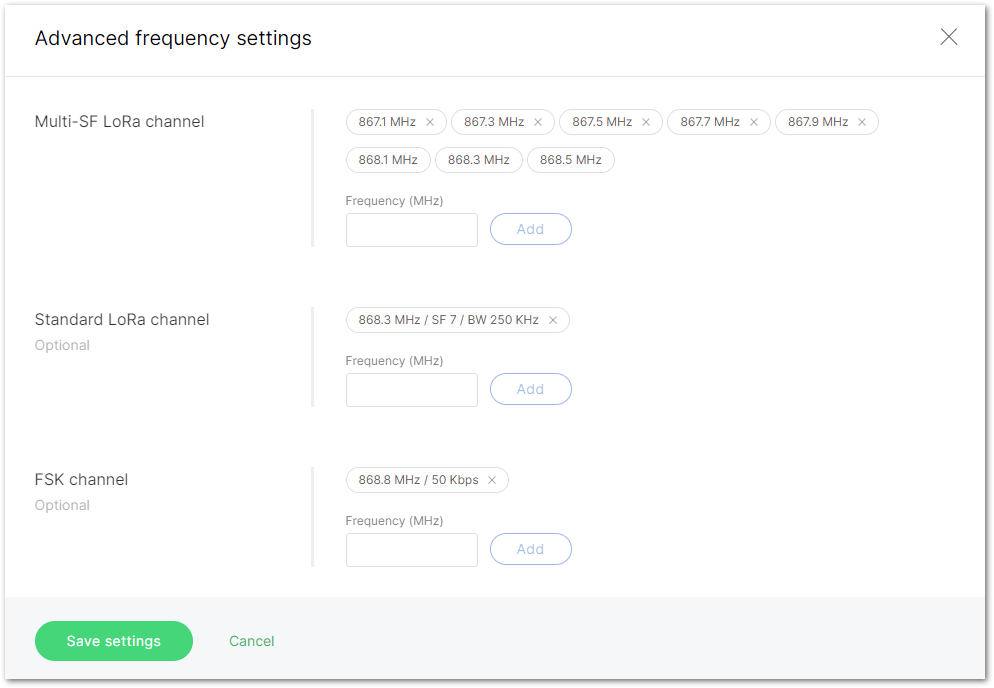 Advanced frequency settings
Multi-SF LoRa channel
867.1 MHz × 867.3 MHz × 867.5 MHz × 867.7 MHz × 867.9 MHz ×
868.1 MHz 868.3 MHz 868.5 MHz
Frequency (MHz)
Add
Standard LoRa channel
Optional
868.3 MHz / SF 7 / BW 250 KHz ×
Frequency (MHz)
Add
FSK channel
Optional
868.8 MHz / 50 Kbps ×
Frequency (MHz)
Add
Save settings Cancel